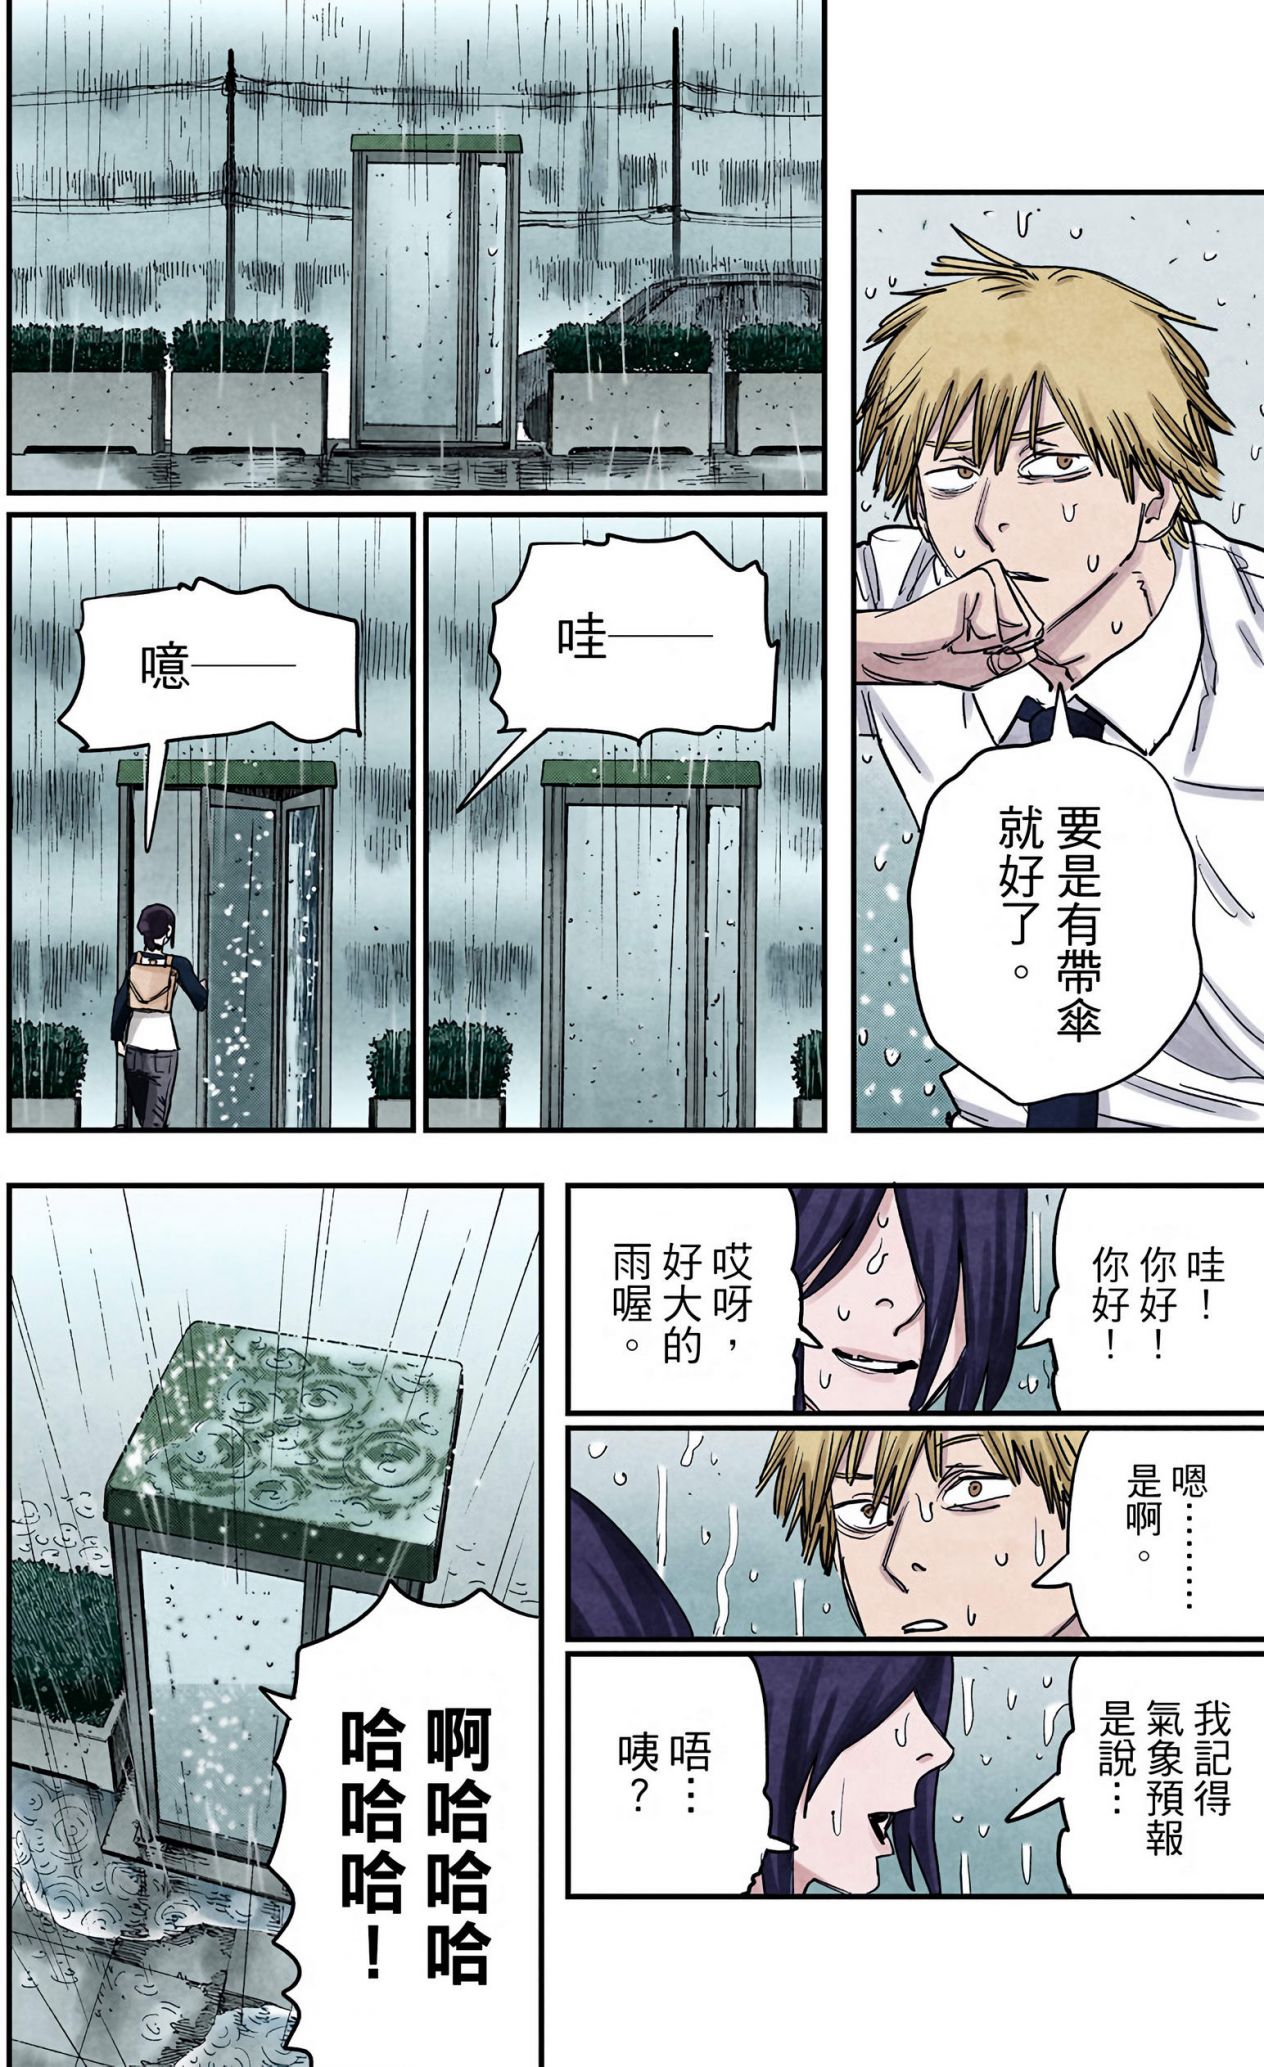 要是有帶傘
就好了。
哇——
噫——
哇！
你好！
你好！
哎呀，
好大的
雨喔。
嗯………
是啊。
我記得
氣象預報
是說…
唔…
咦？
啊哈哈哈
哈哈哈！